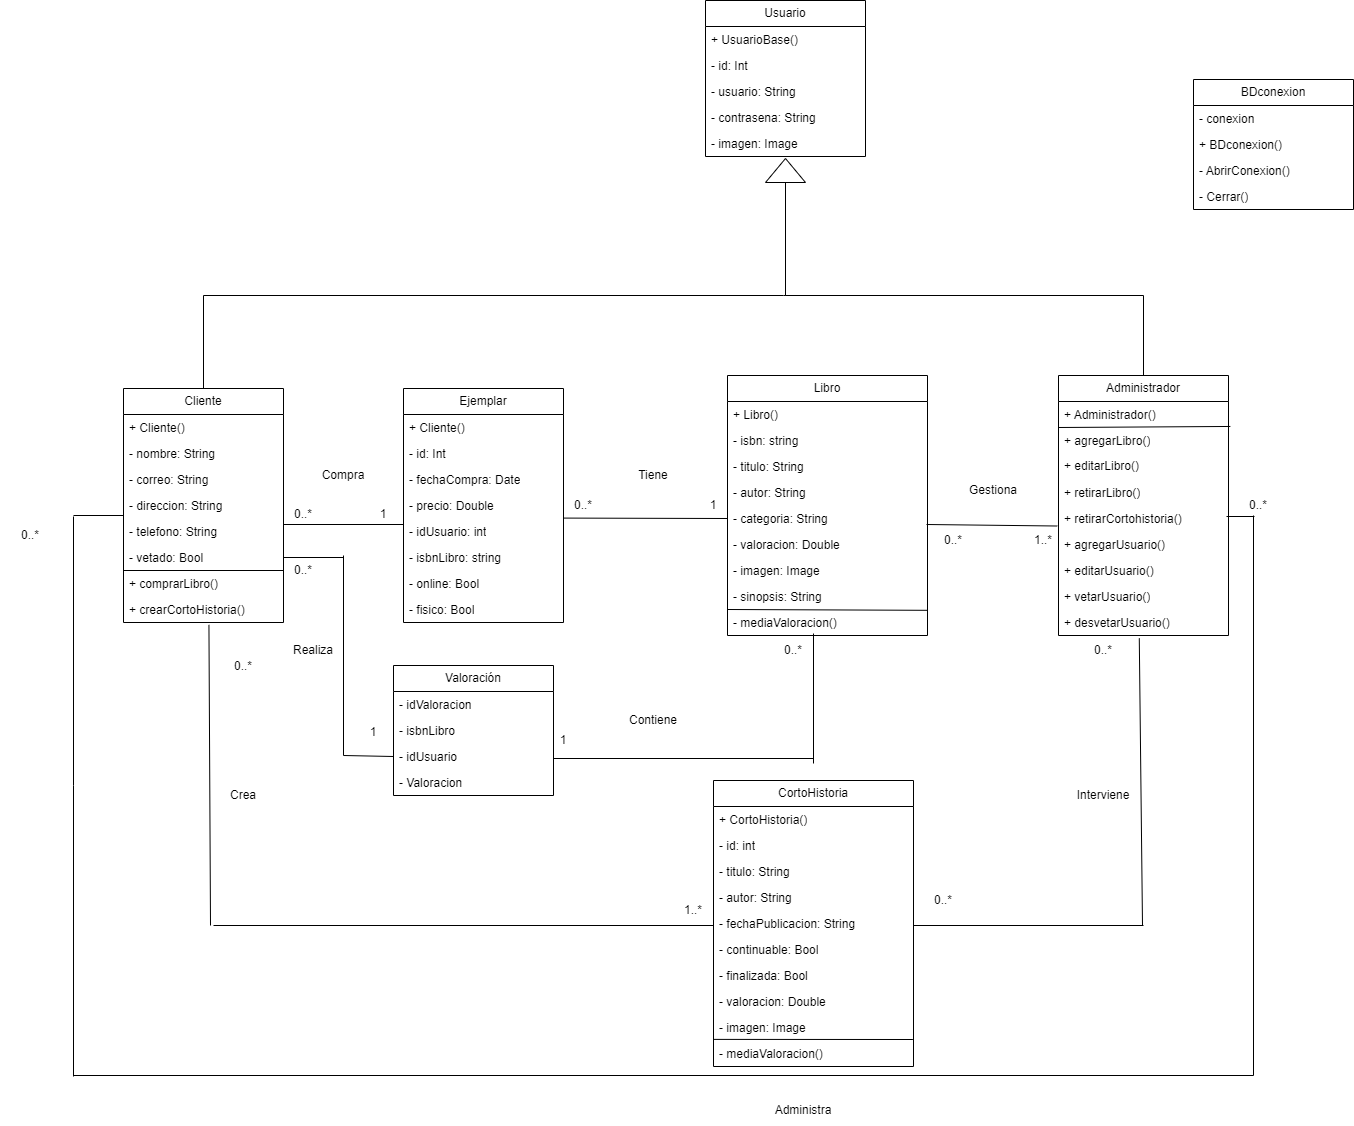 Usuario
+ UsuarioBase()
- id: Int
- usuario: String
- contrasena: String
- imagen: Image
BDconexion
- conexion
+ BDconexion()
- AbrirConexion()
- Cerrar()
Cliente
+ Cliente()
- nombre: String
- correo: String
- direccion: String
- telefono: String
- vetado: Bool
+ comprarLibro()
+ crearCortoHistoria()
Compra
0..*
1
Ejemplar
+ Cliente()
- id: Int
- fechaCompra: Date
- precio: Double
- idUsuario: int
- isbnLibro: string
- online: Bool
- fisico: Bool
Tiene
0..*
1
Libro
+ Libro()
- isbn: string
- titulo: String
- autor: String
- categoria: String
- valoracion: Double
- imagen: Image
- sinopsis: String
- mediaValoracion()
Gestiona
0..*
1..*
Administrador
+ Administrador()
+ agregarLibro()
+ editarLibro()
+ retirarLibro()
+ retirarCortohistoria()
+ agregarUsuario()
+ editarUsuario()
+ vetarUsuario()
+ desvetarUsuario()
0..*
0..*
0..*
Realiza
1
0..*
Valoración
- idValoracion
- isbnLibro
- idUsuario
- Valoracion
Contiene
1
0..*
0..*
Crea
1..*
CortoHistoria
+ CortoHistoria()
- id: int
- titulo: String
- autor: String
- fechaPublicacion: String
- continuable: Bool
- finalizada: Bool
- valoracion: Double
- imagen: Image
- mediaValoracion()
Interviene
0..*
Administra